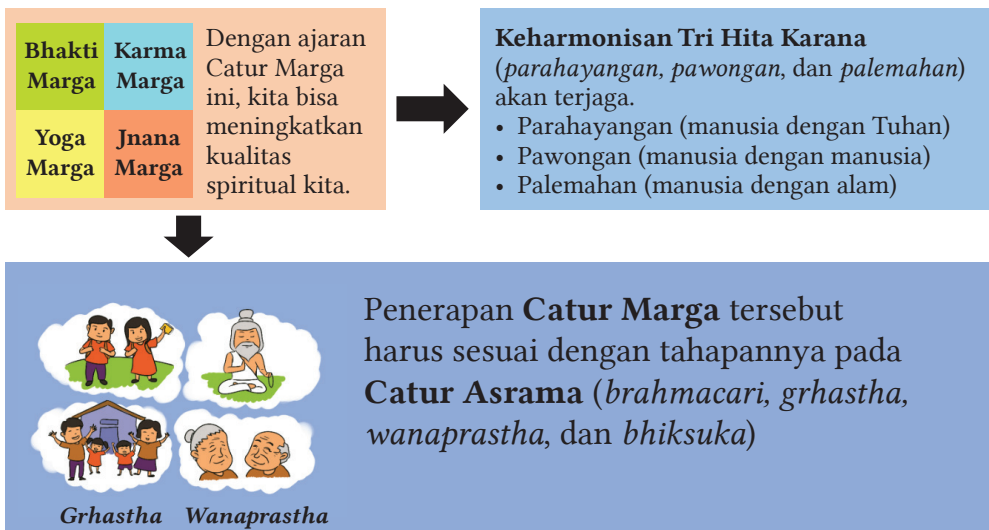 Bhakti
Marga
Karma
Marga
Yoga
Marga
Jnana
Marga
Dengan ajaran
Catur Marga
ini, kita bisa
meningkatkan
kualitas
spiritual kita.
Keharmonisan Tri Hita Karana
(parahayangan, pawongan, dan palemahan)
akan terjaga.
• Parahayangan (manusia dengan Tuhan)
• Pawongan (manusia dengan manusia)
• Palemahan (manusia dengan alam)
Penerapan Catur Marga tersebut
harus sesuai dengan tahapannya pada
Catur Asrama (brahmacari, grhastha,
wanaprastha, dan bhiksuka)
Grhastha Wanaprastha